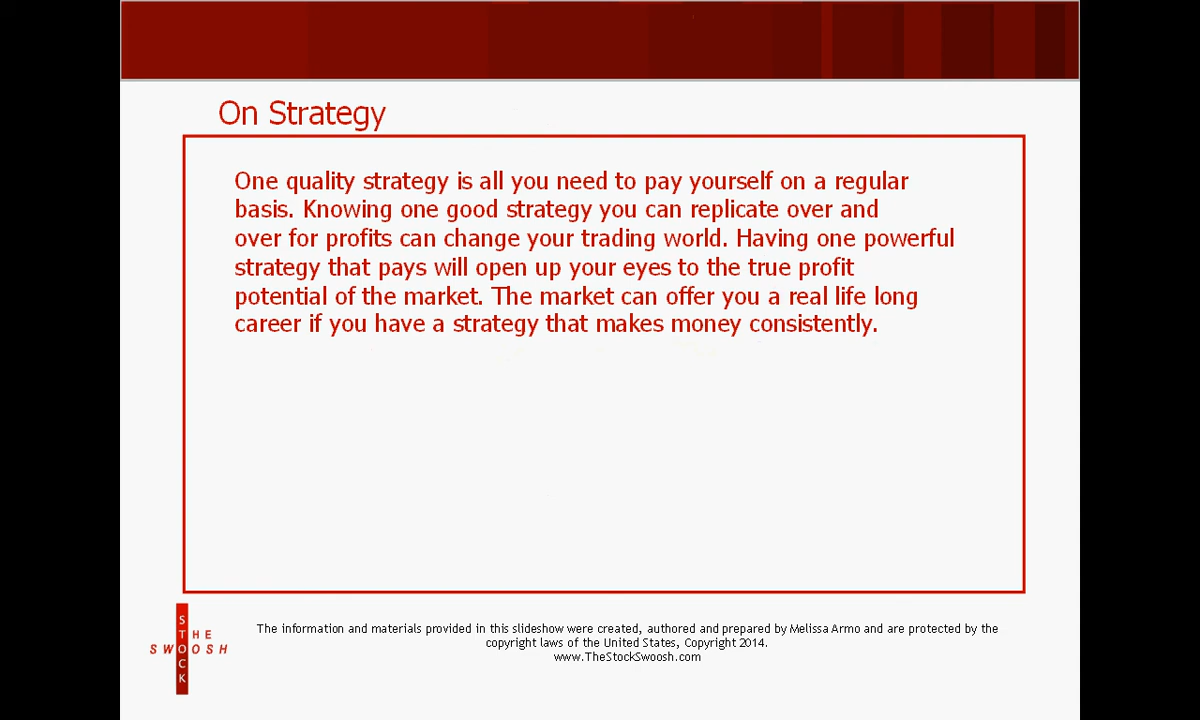 On Strategy
One quality strategy is all you need to pay yourself on a regular
basis. Knowing one good strategy you can replicate over and
over for profits can change your trading world. Having one powerful
strategy that pays will open up your eyes to the true profit
potential of the market. The market can offer you a real life long
career if you have a strategy that makes money consistently.
THE
STOCK
SWOOSH
The information and materials provided in this slideshow were created, authored and prepared by Melissa Armo and are protected by the
copyright laws of the United States, Copyright 2014.
www.TheStockSwoosh.com